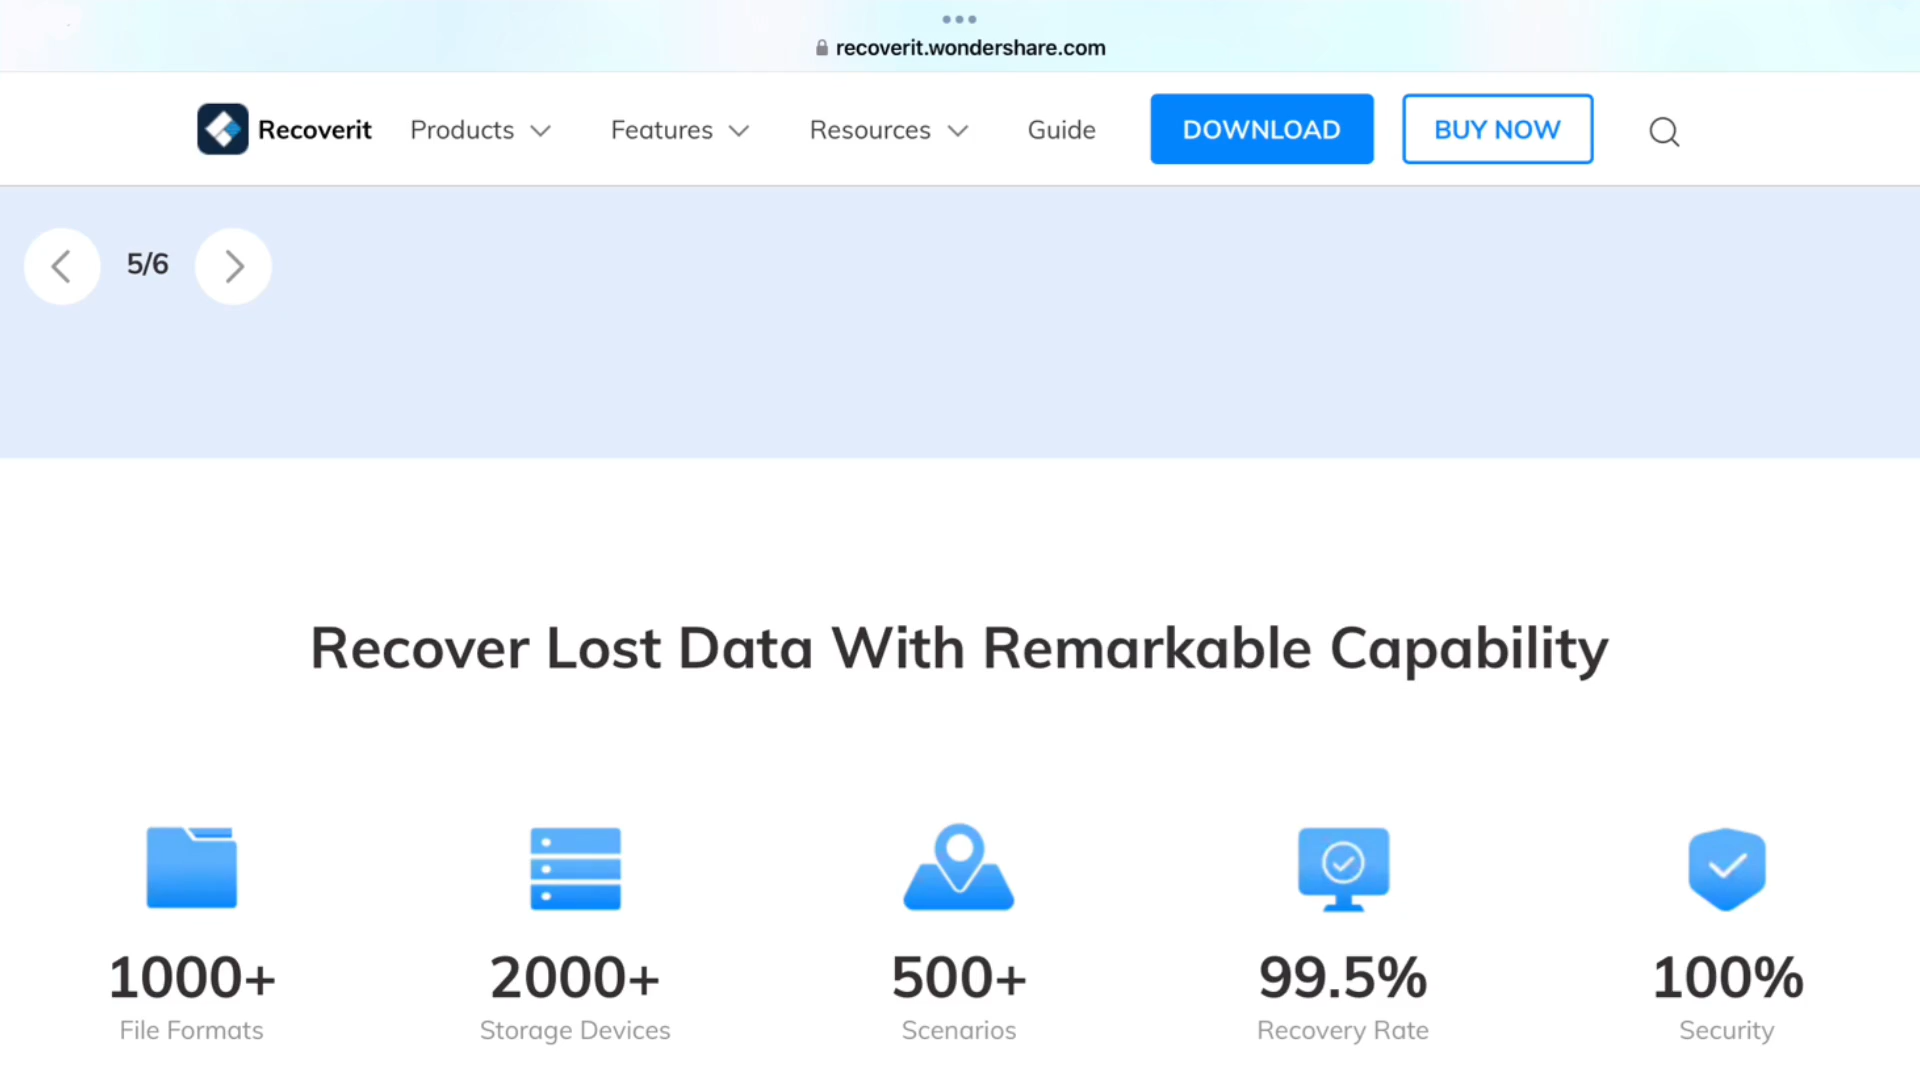 recoverit.wondershare.com
Recoverit Products Features Resources Guide DOWNLOAD BUY NOW
5/6
Recover Lost Data With Remarkable Capability
1000+ 2000+ 500+ 99.5% 100%
File Formats Storage Devices Scenarios Recovery Rate Security